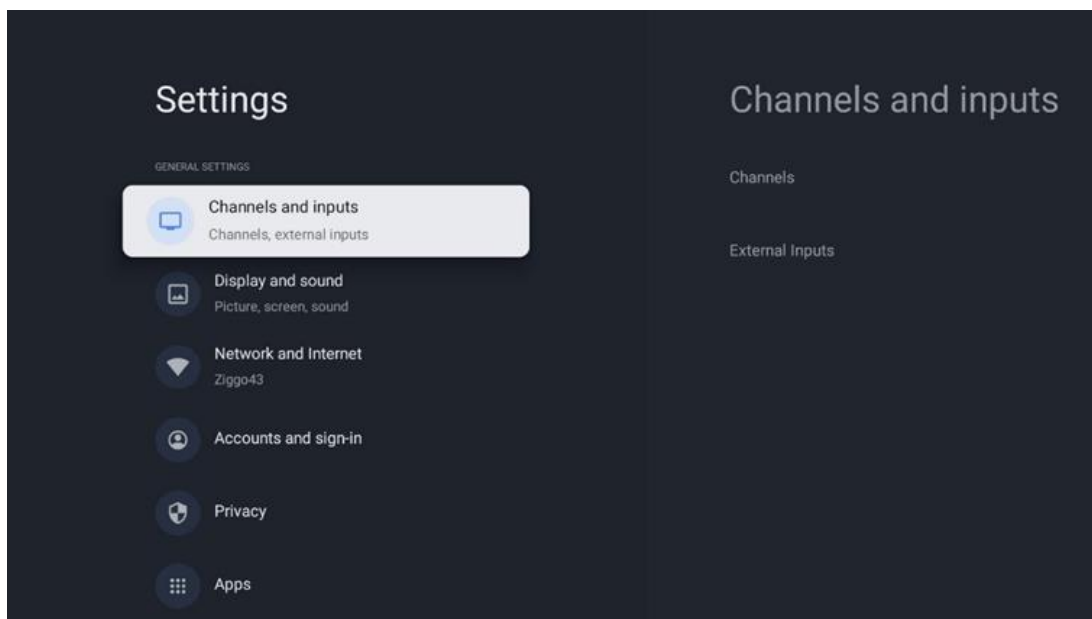 Settings
GENERAL SETTINGS
Channels and inputs
Channels, external inputs
Display and sound
Picture, screen, sound
Network and Internet
Ziggo43
Accounts and sign-in
Privacy
Apps
Channels and inputs
Channels
External Inputs